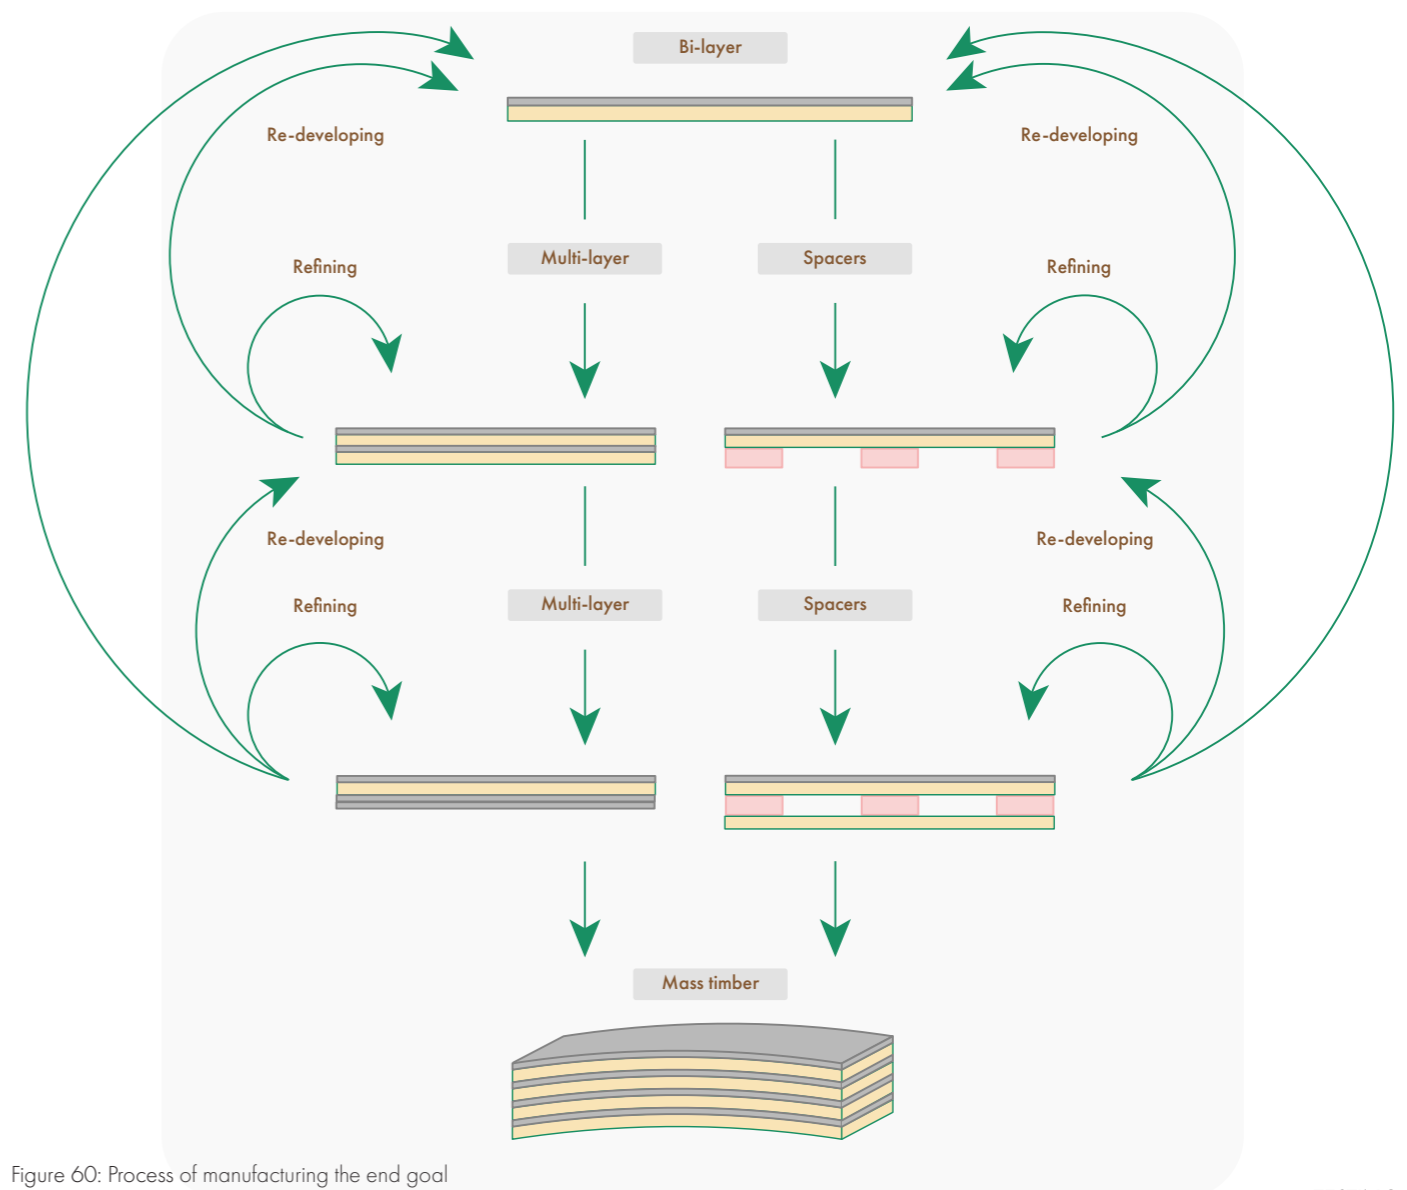 Bi-layer
Re-developing
Re-developing
Refining
Multi-layer
Spacers
Refining
Re-developing
Re-developing
Refining
Multi-layer
Spacers
Refining
Mass timber
Figure 60: Process of manufacturing the end goal